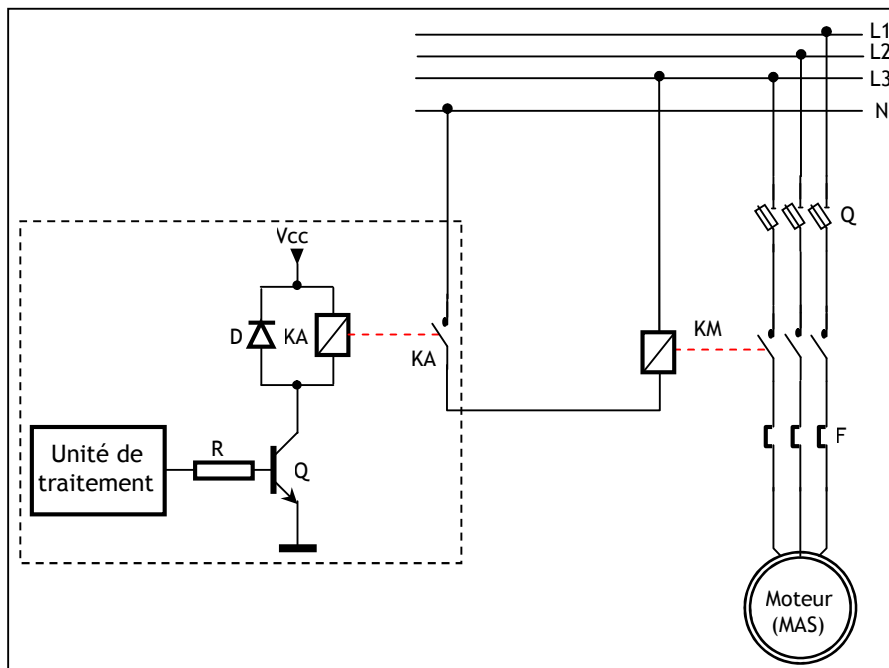 L1
L2
L3
N
Q
Vcc
D
KA
KA
KM
F
R
Q
Unité de
traitement
Moteur
(MAS)